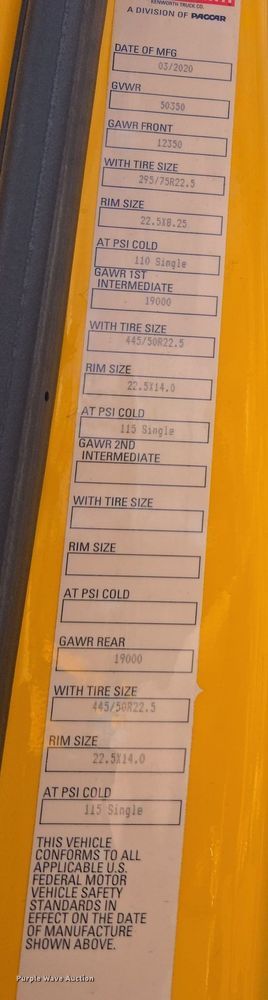 KENWORTH TRUCK CO.
A DIVISION OF PACCAR
DATE OF MFG
03/2020
GVWR
50350
GAWR FRONT
12350
WITH TIRE SIZE
295/75R22.5
RIM SIZE
22.5X8.25
AT PSI COLD
110 Single
GAWR 1ST
INTERMEDIATE
19000
WITH TIRE SIZE
445/50R22.5
RIM SIZE
22.5X14.0
AT PSI COLD
115 Single
GAWR 2ND
INTERMEDIATE
WITH TIRE SIZE
RIM SIZE
AT PSI COLD
GAWR REAR
19000
WITH TIRE SIZE
445/50R22.5
RIM SIZE
22.5X14.0
AT PSI COLD
115 Single
THIS VEHICLE
CONFORMS TO ALL
APPLICABLE U.S.
FEDERAL MOTOR
VEHICLE SAFETY
STANDARDS IN
EFFECT ON THE DATE
OF MANUFACTURE
SHOWN ABOVE.
Purple Wave Auction